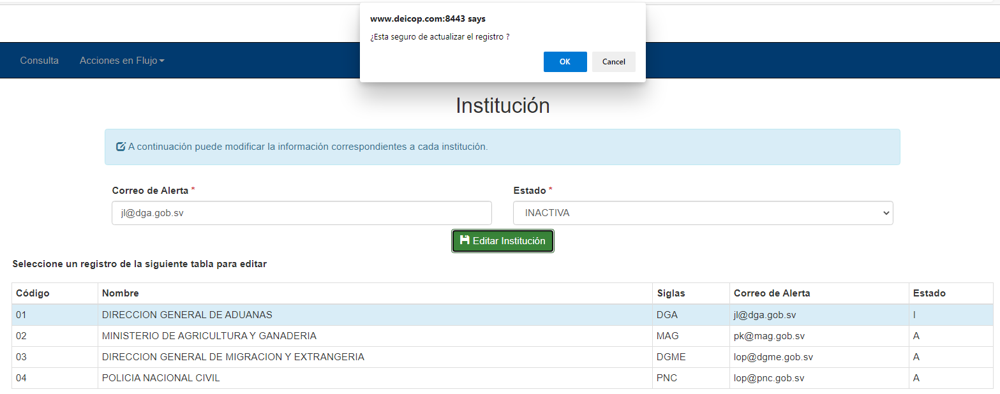 www.deicop.com:8443 says
¿Esta seguro de actualizar el registro ?
OK Cancel
Consulta Acciones en Flujo
Institución
A continuación puede modificar la información correspondientes a cada institución.
Correo de Alerta * Estado *
jl@dga.gob.sv INACTIVA
Editar Institución
Seleccione un registro de la siguiente tabla para editar
Código Nombre Siglas Correo de Alerta Estado
01 DIRECCION GENERAL DE ADUANAS DGA jl@dga.gob.sv I
02 MINISTERIO DE AGRICULTURA Y GANADERIA MAG pk@mag.gob.sv A
03 DIRECCION GENERAL DE MIGRACION Y EXTRANGERIA DGME lop@dgme.gob.sv A
04 POLICIA NACIONAL CIVIL PNC lop@pnc.gob.sv A